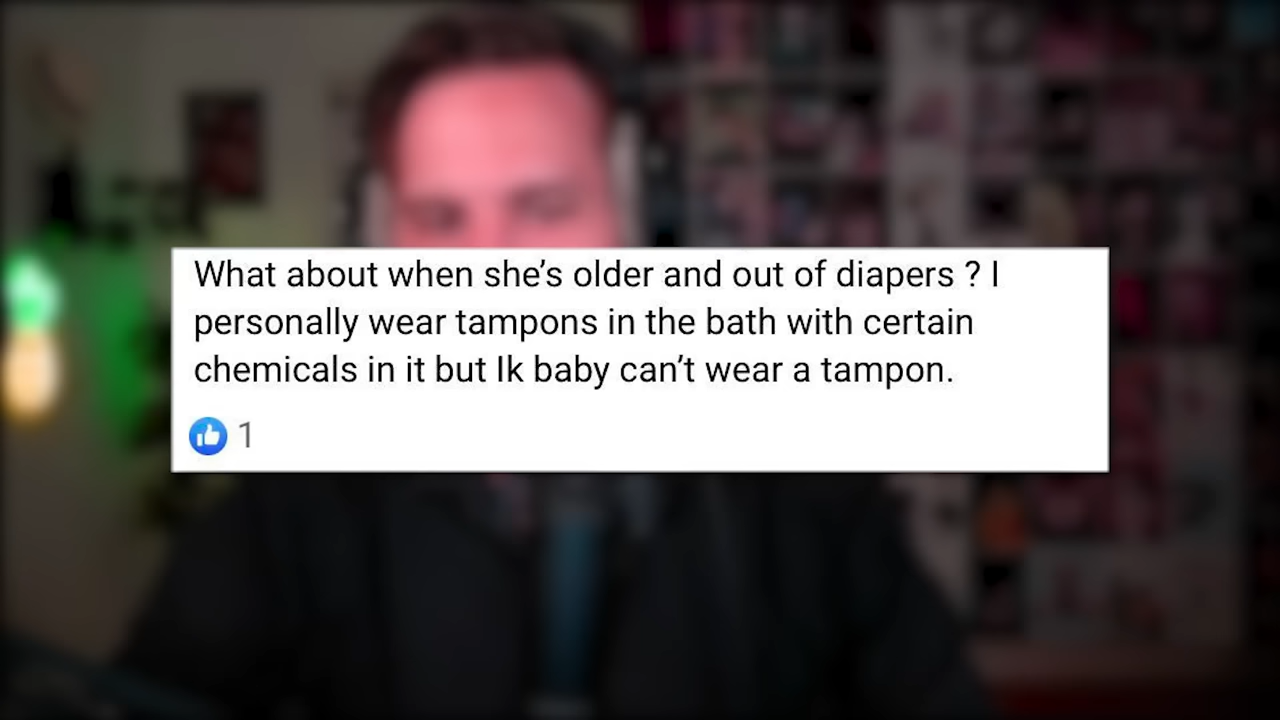 What about when she’s older and out of diapers ? I
personally wear tampons in the bath with certain
chemicals in it but Ik baby can’t wear a tampon.
1